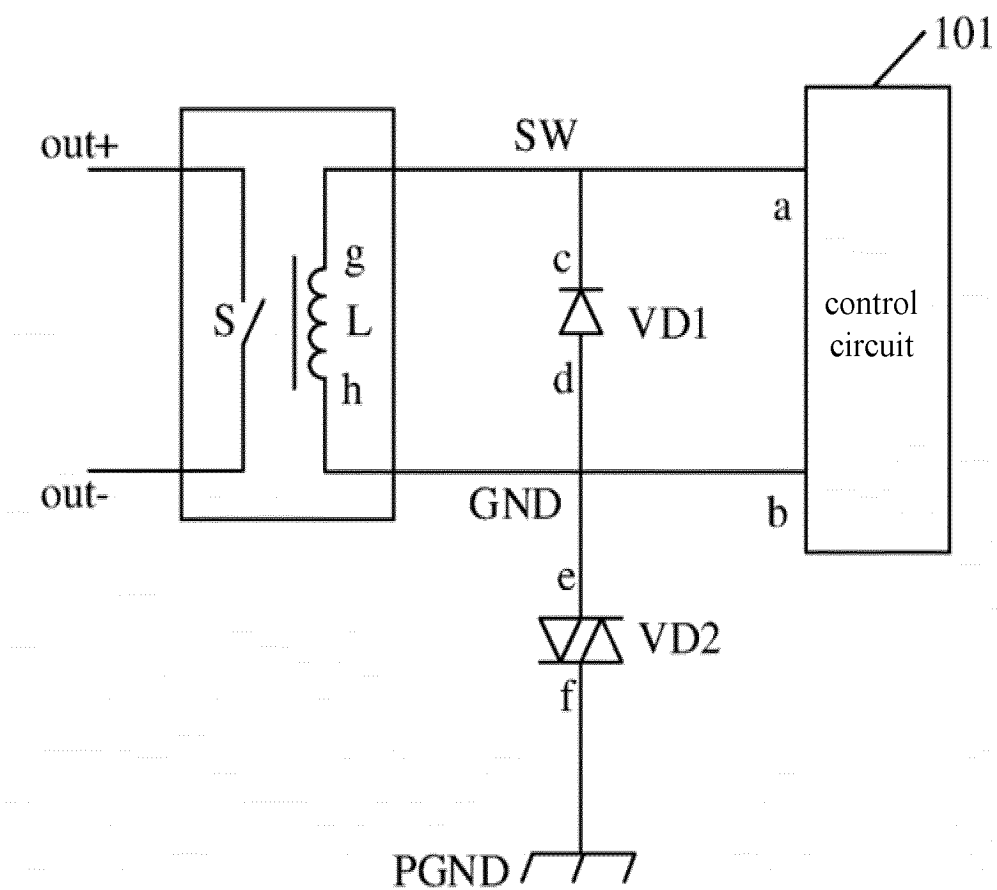 101
out+
SW
a
g
c
S
L
VD1
control
circuit
h
d
out-
GND
b
e
VD2
f
PGND